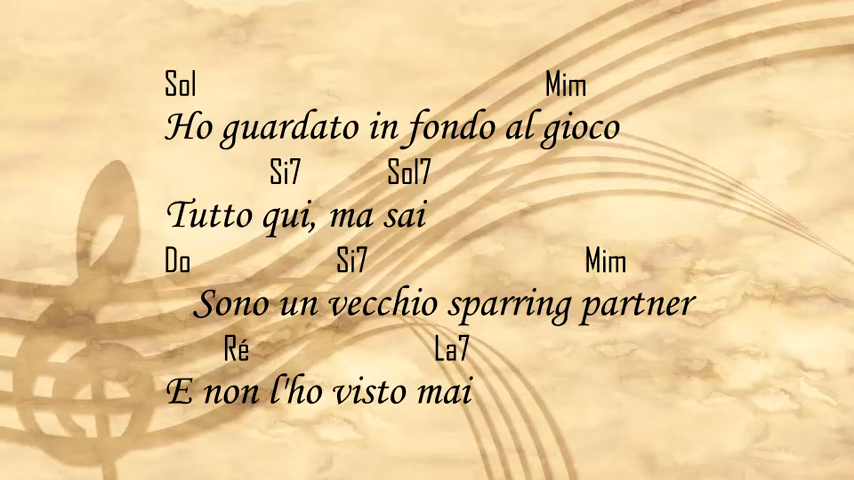 Sol Mim
Ho guardato in fondo al gioco
Si7 Sol7
Tutto qui, ma sai
Do Si7 Mim
Sono un vecchio sparring partner
Ré La7
E non l'ho visto mai